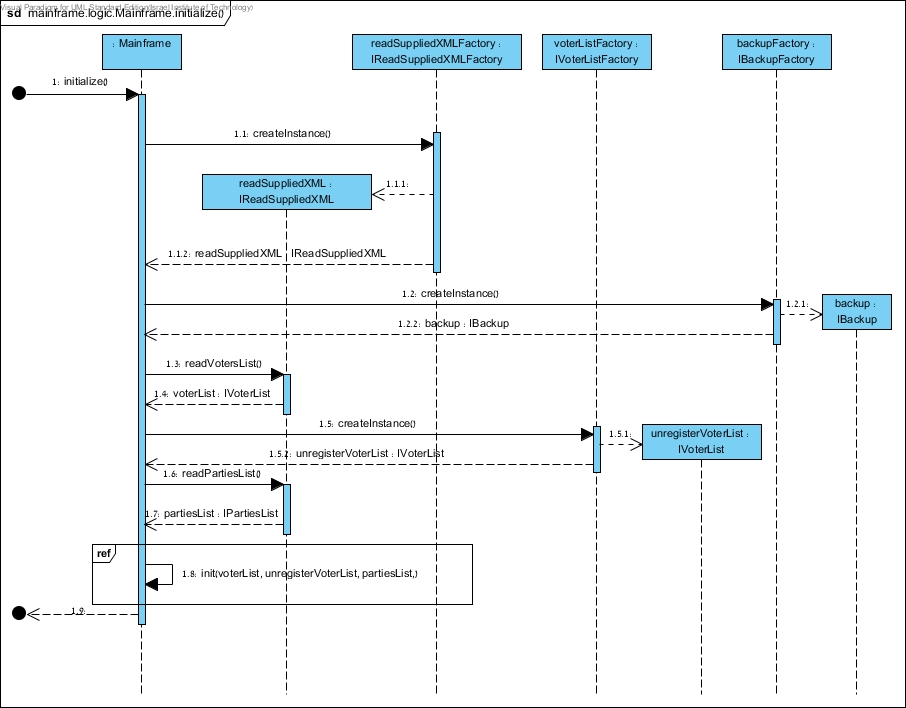 Visual Paradigm for UML Standard Edition(Israel Institute of Technology)
sd mainframe.logic.Mainframe.initialize()
: Mainframe
readSuppliedXMLFactory :
IReadSuppliedXMLFactory
voterListFactory :
IVoterListFactory
backupFactory :
IBackupFactory
1: initialize()
1.1: createInstance()
readSuppliedXML :
IReadSuppliedXML
1.1.1:
1.1.2: readSuppliedXML : IReadSuppliedXML
1.2: createInstance()
1.2.1:
backup :
IBackup
1.2.2: backup : IBackup
1.3: readVotersList()
1.4: voterList : IVoterList
1.5: createInstance()
1.5.1:
unregisterVoterList :
IVoterList
1.5.2: unregisterVoterList : IVoterList
1.6: readPartiesList()
1.7: partiesList : IPartiesList
ref
1.8: init(voterList, unregisterVoterList, partiesList,)
1.9: